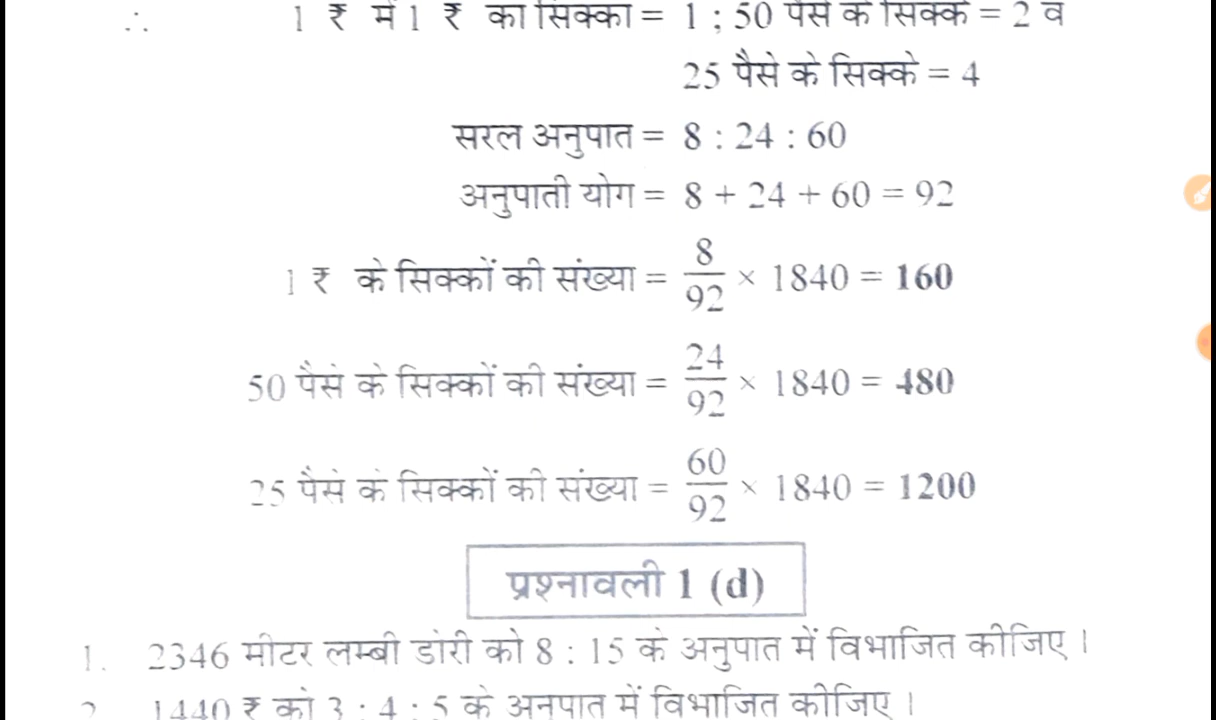 ∴ 1 ₹ में 1 ₹ का सिक्का = 1 ; 50 पैसे के सिक्के = 2 व
25 पैसे के सिक्के = 4
सरल अनुपात = 8 : 24 : 60
अनुपाती योग = 8 + 24 + 60 = 92
1 ₹ के सिक्कों की संख्या = 8/92 × 1840 = 160
50 पैसे के सिक्कों की संख्या = 24/92 × 1840 = 480
25 पैसे के सिक्कों की संख्या = 60/92 × 1840 = 1200
प्रश्नावली 1 (d)
1. 2346 मीटर लम्बी डोरी को 8 : 15 के अनुपात में विभाजित कीजिए ।
2. 1440 ₹ को 3 : 4 : 5 के अनुपात में विभाजित कीजिए ।